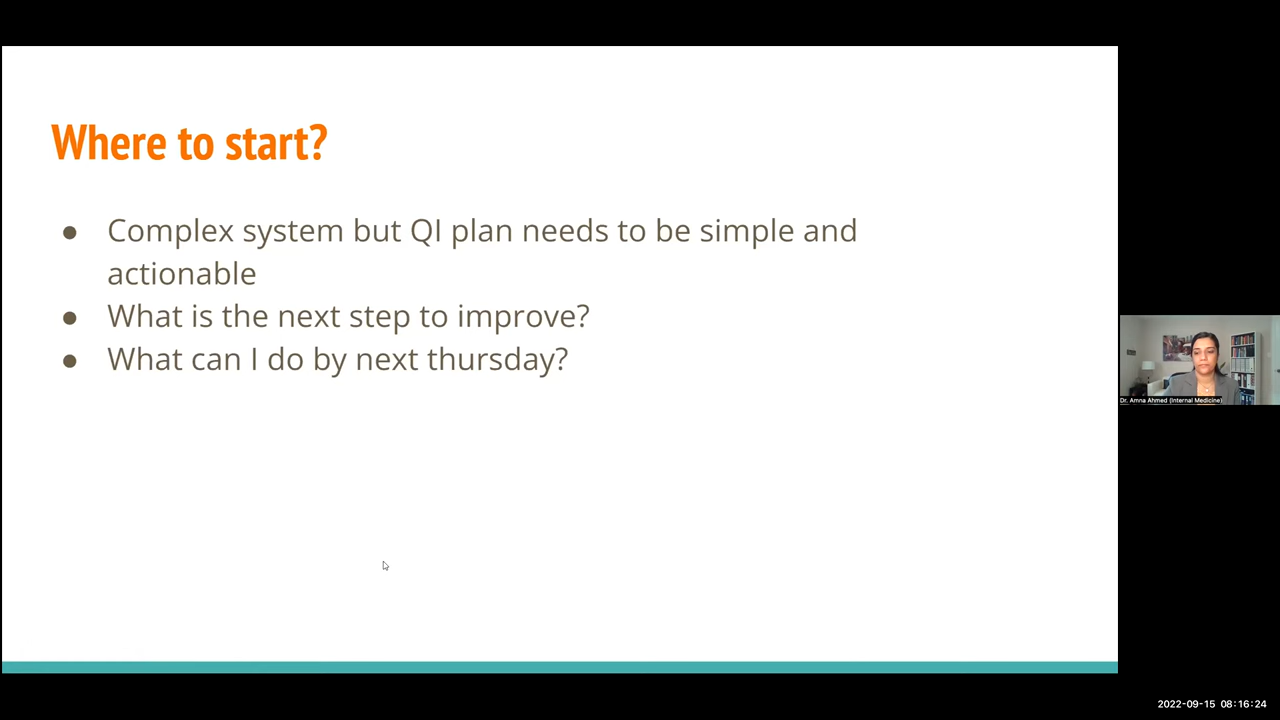 Where to start?
● Complex system but QI plan needs to be simple and
actionable
● What is the next step to improve?
● What can I do by next thursday?
Dr. Amna Ahmed (Internal Medicine)
2022-09-15 08:16:24